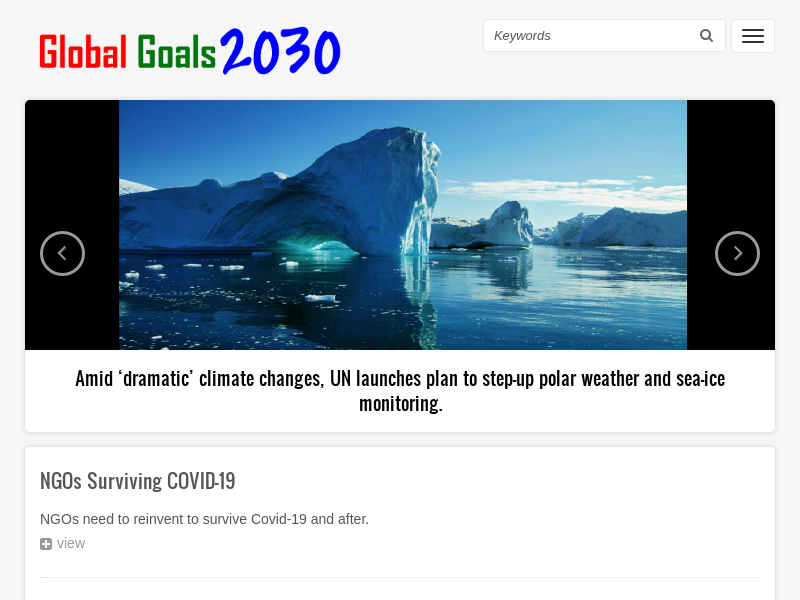 Global Goals 2030
Keywords
Amid ‘dramatic’ climate changes, UN launches plan to step-up polar weather and sea-ice
monitoring.
NGOs Surviving COVID-19
NGOs need to reinvent to survive Covid-19 and after.
view